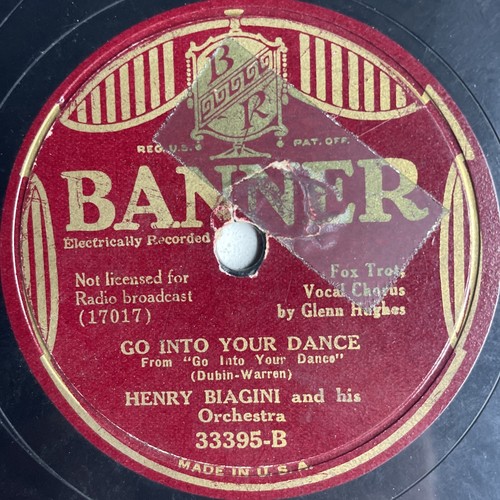 B
R
REG. U.S. PAT. OFF.
BANNER
Electrically Recorded
Not licensed for
Radio broadcast
(17017)
Fox Trot,
Vocal Chorus
by Glenn Hughes
GO INTO YOUR DANCE
From "Go Into Your Dance"
(Dubin-Warren)
HENRY BIAGINI and his
Orchestra
33395-B
MADE IN U.S.A.